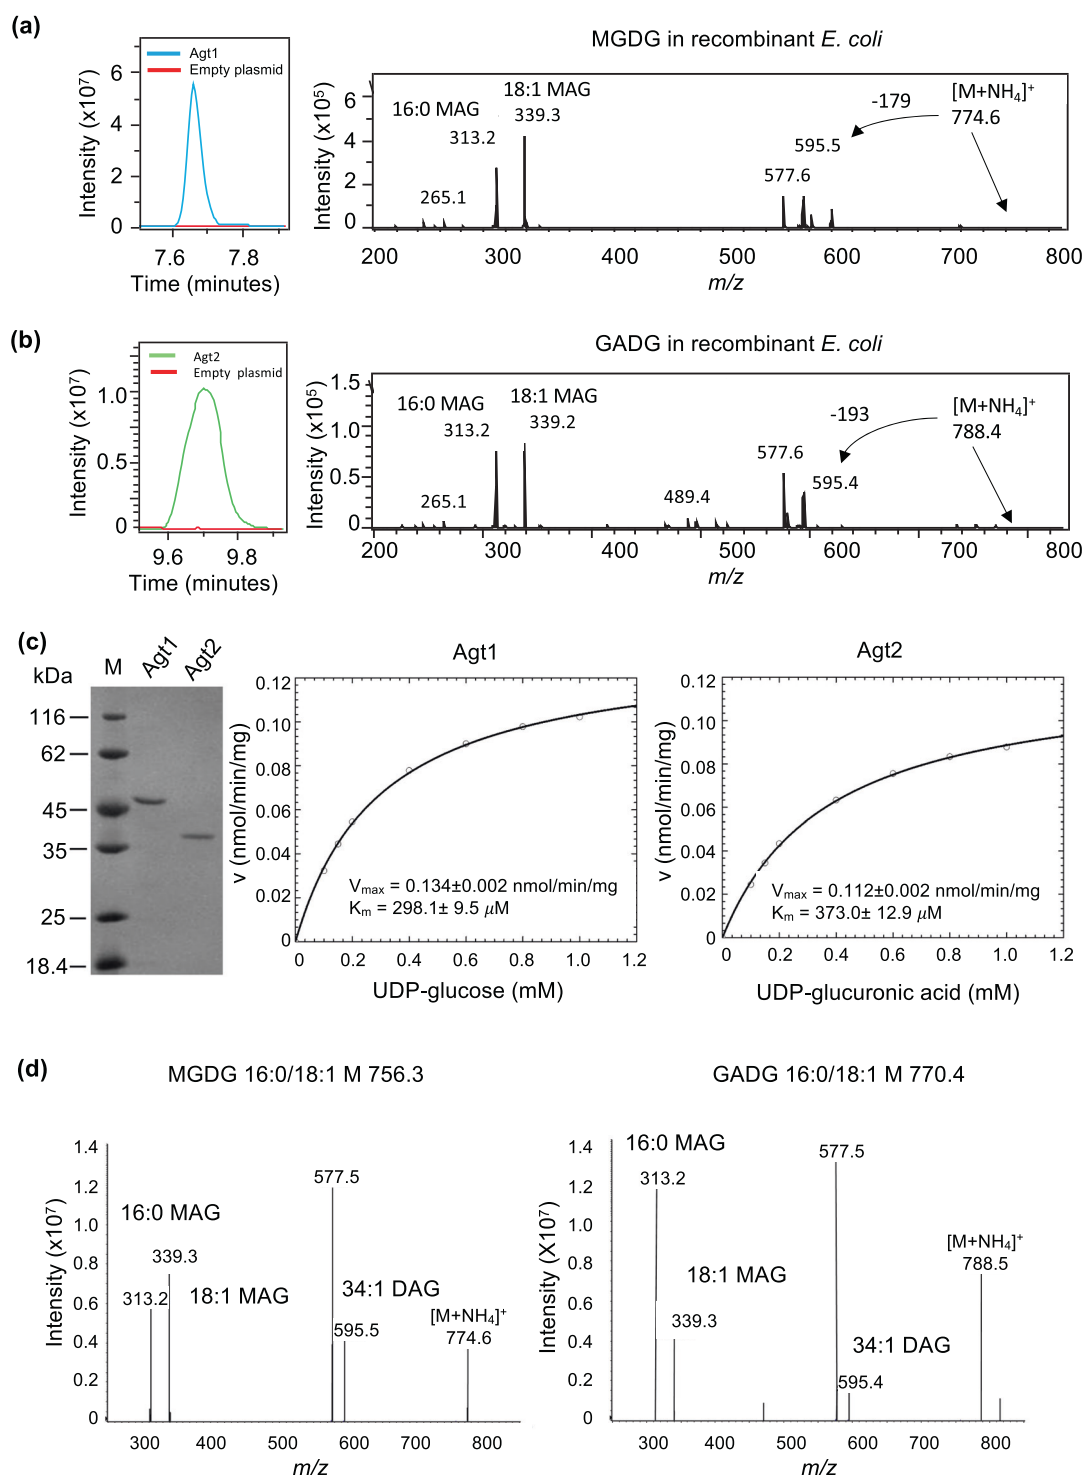 (a)
Agt1
Empty plasmid
Intensity (x10⁷)
6
4
2
0
7.6 7.8
Time (minutes)
MGDG in recombinant E. coli
Intensity (x10⁵)
6
4
2
0
16:0 MAG
313.2
18:1 MAG
339.3
265.1
577.6
595.5
-179
[M+NH₄]⁺
774.6
200 300 400 500 600 700 800
m/z
(b)
Agt2
Empty plasmid
Intensity (x10⁷)
1.0
0.5
0
9.6 9.8
Time (minutes)
GADG in recombinant E. coli
Intensity (x10⁵)
1.5
1.0
0.5
0
16:0 MAG
313.2
18:1 MAG
339.2
265.1
489.4
577.6
595.4
-193
[M+NH₄]⁺
788.4
200 300 400 500 600 700 800
m/z
(c)
kDa M Agt1 Agt2
116
62
45
35
25
18.4
Agt1
v (nmol/min/mg)
0.12
0.10
0.08
0.06
0.04
0.02
0
Vmax = 0.134±0.002 nmol/min/mg
Km = 298.1± 9.5 µM
0 0.2 0.4 0.6 0.8 1.0 1.2
UDP-glucose (mM)
Agt2
v (nmol/min/mg)
0.12
0.10
0.08
0.06
0.04
0.02
0
Vmax = 0.112±0.002 nmol/min/mg
Km = 373.0± 12.9 µM
0 0.2 0.4 0.6 0.8 1.0 1.2
UDP-glucuronic acid (mM)
(d)
MGDG 16:0/18:1 M 756.3
Intensity (x10⁷)
1.4
1.2
1.0
0.8
0.6
0.4
0.2
0
16:0 MAG
313.2
339.3
18:1 MAG
577.5
34:1 DAG
595.5
[M+NH₄]⁺
774.6
300 400 500 600 700 800
m/z
GADG 16:0/18:1 M 770.4
Intensity (X10⁷)
1.4
1.2
1.0
0.8
0.6
0.4
0.2
0
16:0 MAG
313.2
18:1 MAG
339.3
577.5
34:1 DAG
595.4
[M+NH₄]⁺
788.5
300 400 500 600 700 800
m/z